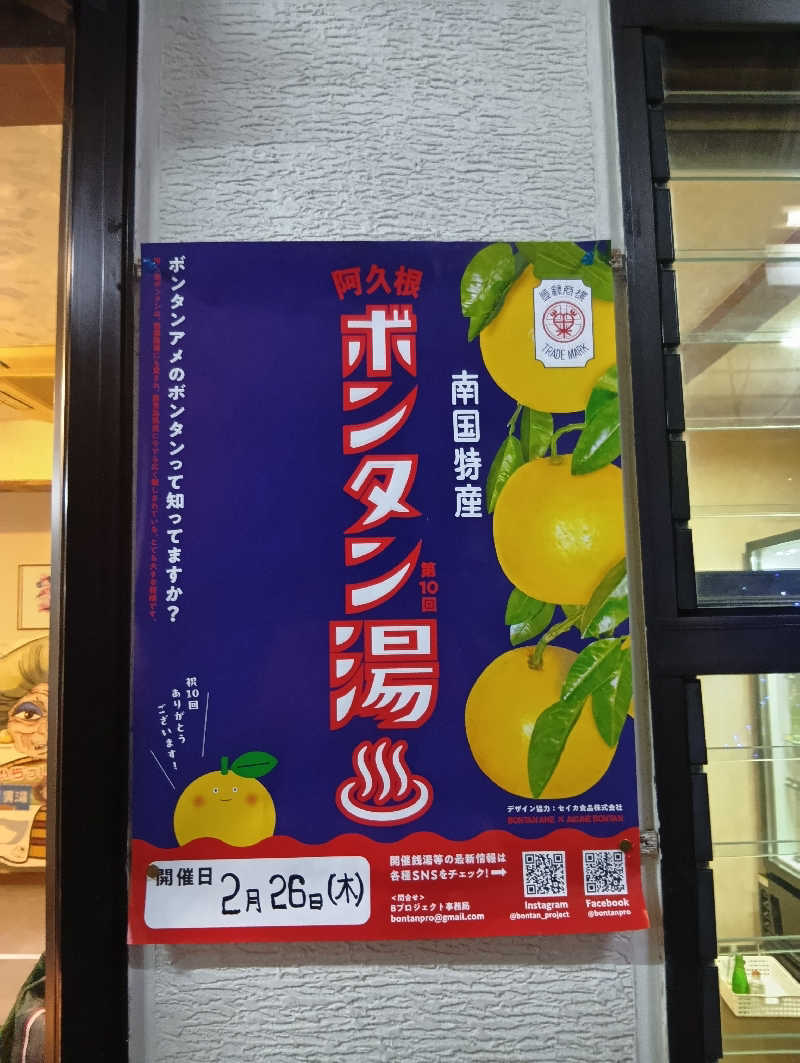 阿久根
ボンタン湯
第10回
南国特産
登録商標
TRADE MARK
ボンタンアメのボンタンって知ってますか？
祝10回
ありがとう
ございます！
デザイン協力：セイカ食品株式会社
BONTAN AME × AKUNE BONTAN
開催日
2月26日(木)
開催銭湯等の最新情報は
各種SNSをチェック！
<問合せ>
Bプロジェクト事務局
bontanpro@gmail.com
Instagram
@bontan_project
Facebook
@bontanpro